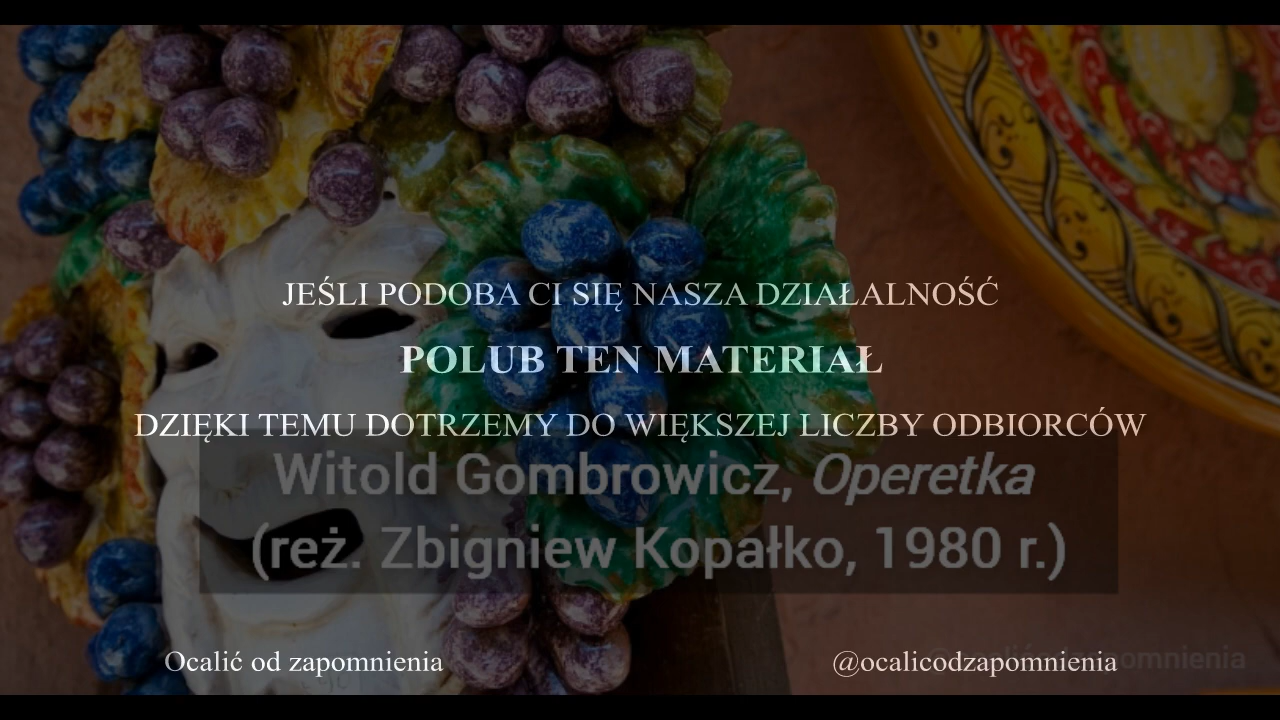 JEŚLI PODOBA CI SIĘ NASZA DZIAŁALNOŚĆ
POLUB TEN MATERIAŁ
DZIĘKI TEMU DOTRZEMY DO WIĘKSZEJ LICZBY ODBIORCÓW
Witold Gombrowicz, Operetka
(reż. Zbigniew Kopałko, 1980 r.)
Ocalić od zapomnienia
@ocalicodzapomnienia
@ocalićodzapomnienia